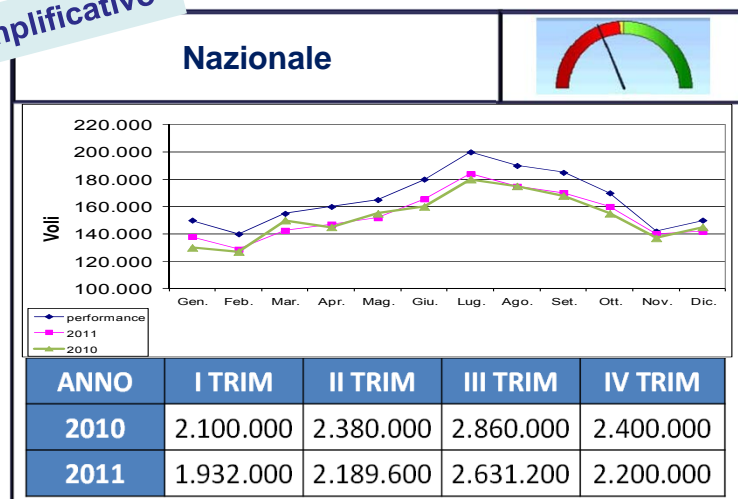 Nazionale
220.000
200.000
180.000
160.000
140.000
120.000
100.000
Voli
Gen. Feb. Mar. Apr. Mag. Giu. Lug. Ago. Set. Ott. Nov. Dic.
performance
2011
2010
ANNO I TRIM II TRIM III TRIM IV TRIM
2010 2.100.000 2.380.000 2.860.000 2.400.000
2011 1.932.000 2.189.600 2.631.200 2.200.000